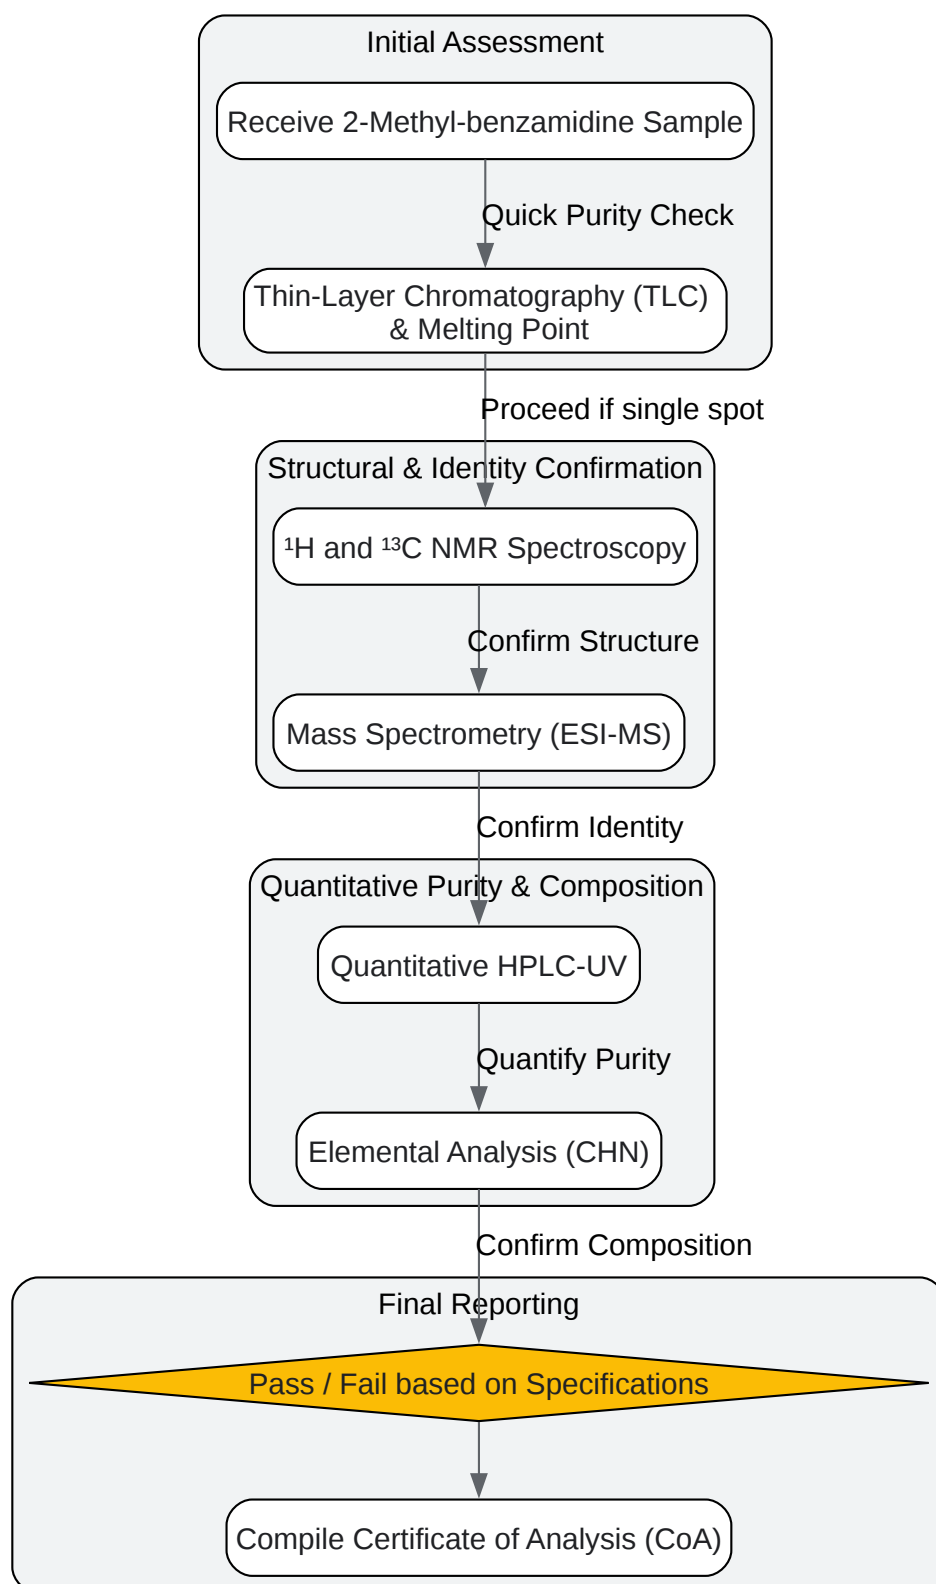 Initial Assessment
Receive 2-Methyl-benzamidine Sample
Quick Purity Check
Thin-Layer Chromatography (TLC)
& Melting Point
Proceed if single spot
Structural & Identity Confirmation
¹H and ¹³C NMR Spectroscopy
Confirm Structure
Mass Spectrometry (ESI-MS)
Confirm Identity
Quantitative Purity & Composition
Quantitative HPLC-UV
Quantify Purity
Elemental Analysis (CHN)
Confirm Composition
Final Reporting
Pass / Fail based on Specifications
Compile Certificate of Analysis (CoA)